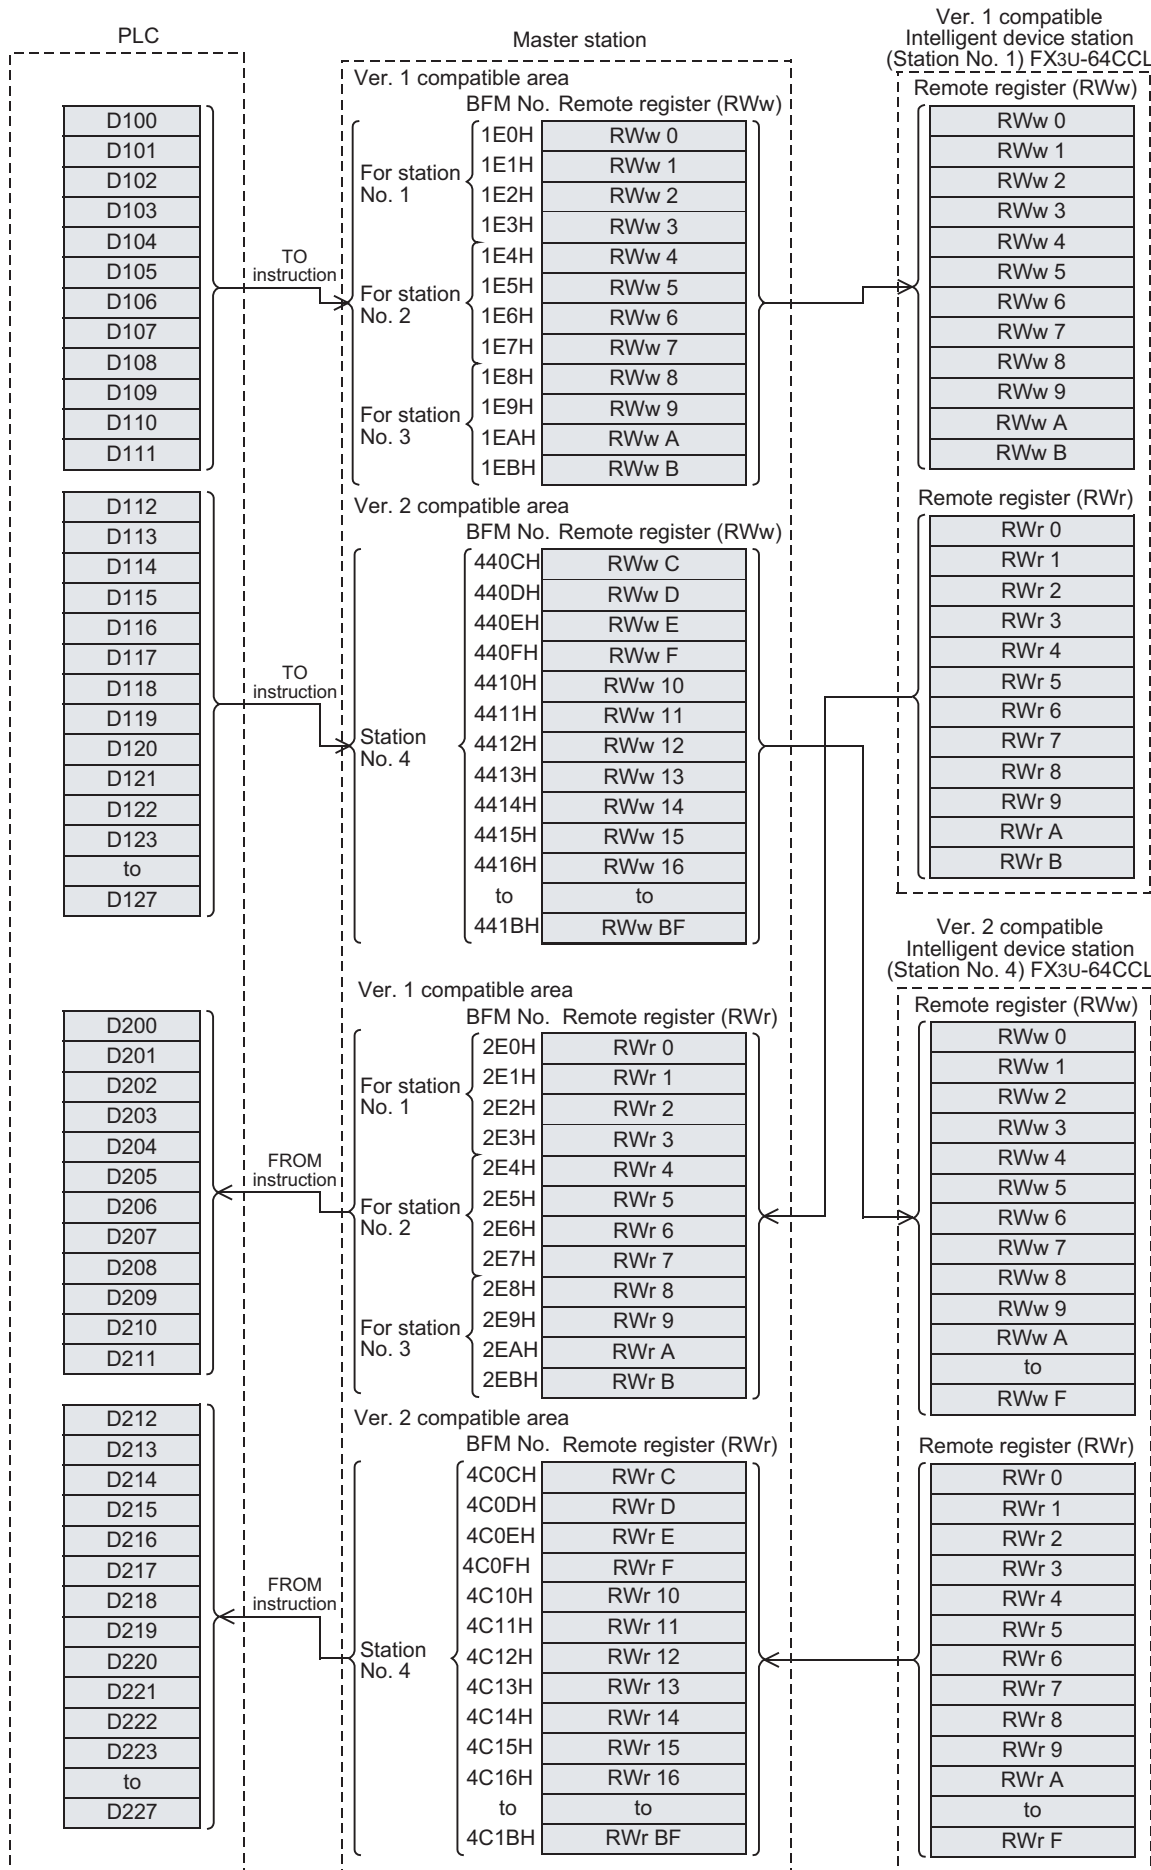 PLC
Master station
Ver. 1 compatible
Intelligent device station
(Station No. 1) FX3U-64CCL
D100
D101
D102
D103
D104
D105
D106
D107
D108
D109
D110
D111
TO
instruction
Ver. 1 compatible area
BFM No. Remote register (RWw)
For station
No. 1
1E0H RWw 0
1E1H RWw 1
1E2H RWw 2
1E3H RWw 3
For station
No. 2
1E4H RWw 4
1E5H RWw 5
1E6H RWw 6
1E7H RWw 7
For station
No. 3
1E8H RWw 8
1E9H RWw 9
1EAH RWw A
1EBH RWw B
Remote register (RWw)
RWw 0
RWw 1
RWw 2
RWw 3
RWw 4
RWw 5
RWw 6
RWw 7
RWw 8
RWw 9
RWw A
RWw B
D112
D113
D114
D115
D116
D117
D118
D119
D120
D121
D122
D123
to
D127
TO
instruction
Ver. 2 compatible area
BFM No. Remote register (RWw)
Station
No. 4
440CH RWw C
440DH RWw D
440EH RWw E
440FH RWw F
4410H RWw 10
4411H RWw 11
4412H RWw 12
4413H RWw 13
4414H RWw 14
4415H RWw 15
4416H RWw 16
to to
441BH RWw BF
Remote register (RWr)
RWr 0
RWr 1
RWr 2
RWr 3
RWr 4
RWr 5
RWr 6
RWr 7
RWr 8
RWr 9
RWr A
RWr B
Ver. 2 compatible
Intelligent device station
(Station No. 4) FX3U-64CCL
D200
D201
D202
D203
D204
D205
D206
D207
D208
D209
D210
D211
FROM
instruction
Ver. 1 compatible area
BFM No. Remote register (RWr)
For station
No. 1
2E0H RWr 0
2E1H RWr 1
2E2H RWr 2
2E3H RWr 3
For station
No. 2
2E4H RWr 4
2E5H RWr 5
2E6H RWr 6
2E7H RWr 7
For station
No. 3
2E8H RWr 8
2E9H RWr 9
2EAH RWr A
2EBH RWr B
Remote register (RWw)
RWw 0
RWw 1
RWw 2
RWw 3
RWw 4
RWw 5
RWw 6
RWw 7
RWw 8
RWw 9
RWw A
to
RWw F
D212
D213
D214
D215
D216
D217
D218
D219
D220
D221
D222
D223
to
D227
FROM
instruction
Ver. 2 compatible area
BFM No. Remote register (RWr)
Station
No. 4
4C0CH RWr C
4C0DH RWr D
4C0EH RWr E
4C0FH RWr F
4C10H RWr 10
4C11H RWr 11
4C12H RWr 12
4C13H RWr 13
4C14H RWr 14
4C15H RWr 15
4C16H RWr 16
to to
4C1BH RWr BF
Remote register (RWr)
RWr 0
RWr 1
RWr 2
RWr 3
RWr 4
RWr 5
RWr 6
RWr 7
RWr 8
RWr 9
RWr A
to
RWr F